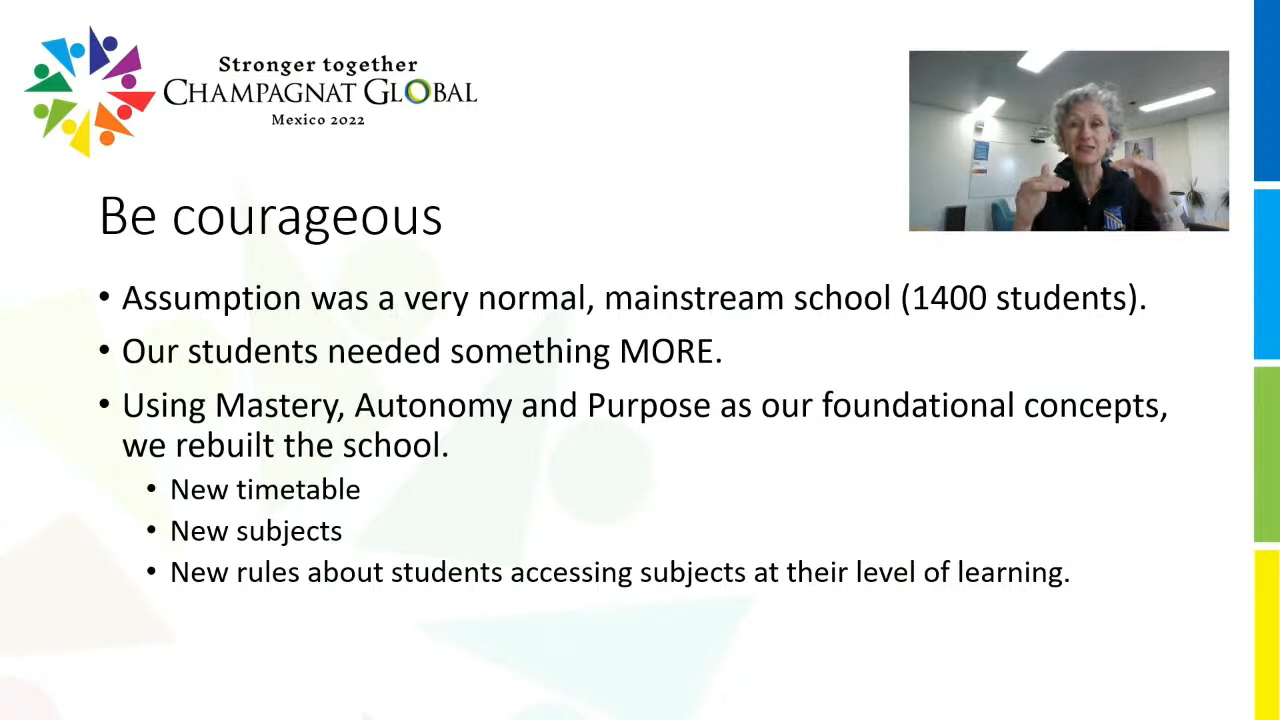 Stronger together
CHAMPAGNAT GLOBAL
Mexico 2022
Be courageous
• Assumption was a very normal, mainstream school (1400 students).
• Our students needed something MORE.
• Using Mastery, Autonomy and Purpose as our foundational concepts,
we rebuilt the school.
• New timetable
• New subjects
• New rules about students accessing subjects at their level of learning.